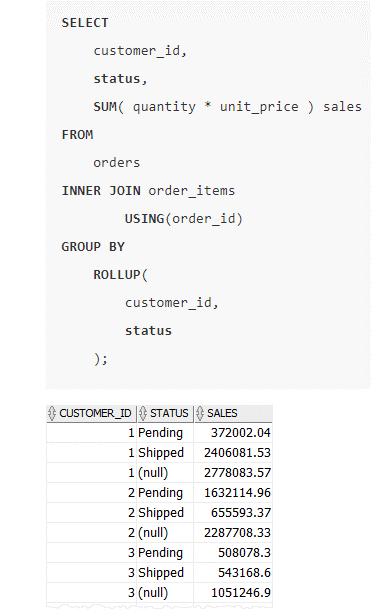 SELECT
customer_id,
status,
SUM( quantity * unit_price ) sales
FROM
orders
INNER JOIN order_items
USING(order_id)
GROUP BY
ROLLUP(
customer_id,
status
);
CUSTOMER_ID STATUS SALES
1 Pending 372002.04
1 Shipped 2406081.53
1 (null) 2778083.57
2 Pending 1632114.96
2 Shipped 655593.37
2 (null) 2287708.33
3 Pending 508078.3
3 Shipped 543168.6
3 (null) 1051246.9